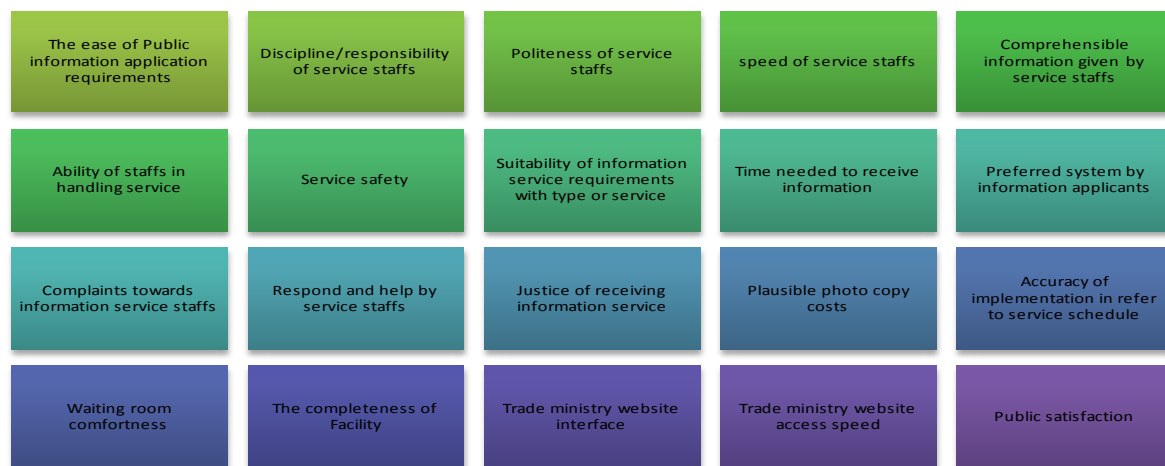 The ease of Public
information application
requirements
Discipline/responsibility
of service staffs
Politeness of service
staffs
speed of service staffs
Comprehensible
information given by
service staffs
Ability of staffs in
handling service
Service safety
Suitability of information
service requirements
with type or service
Time needed to receive
information
Preferred system by
information applicants
Complaints towards
information service staffs
Respond and help by
service staffs
Justice of receiving
information service
Plausible photo copy
costs
Accuracy of
implementation in refer
to service schedule
Waiting room
comfortness
The completeness of
Facility
Trade ministry website
interface
Trade ministry website
access speed
Public satisfaction